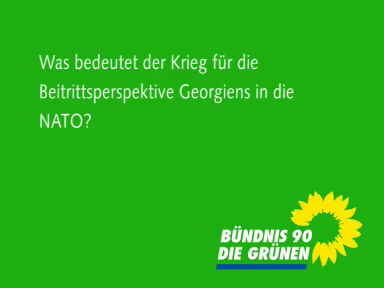 Was bedeutet der Krieg für die
Beitrittsperspektive Georgiens in die
NATO?
BÜNDNIS 90
DIE GRÜNEN